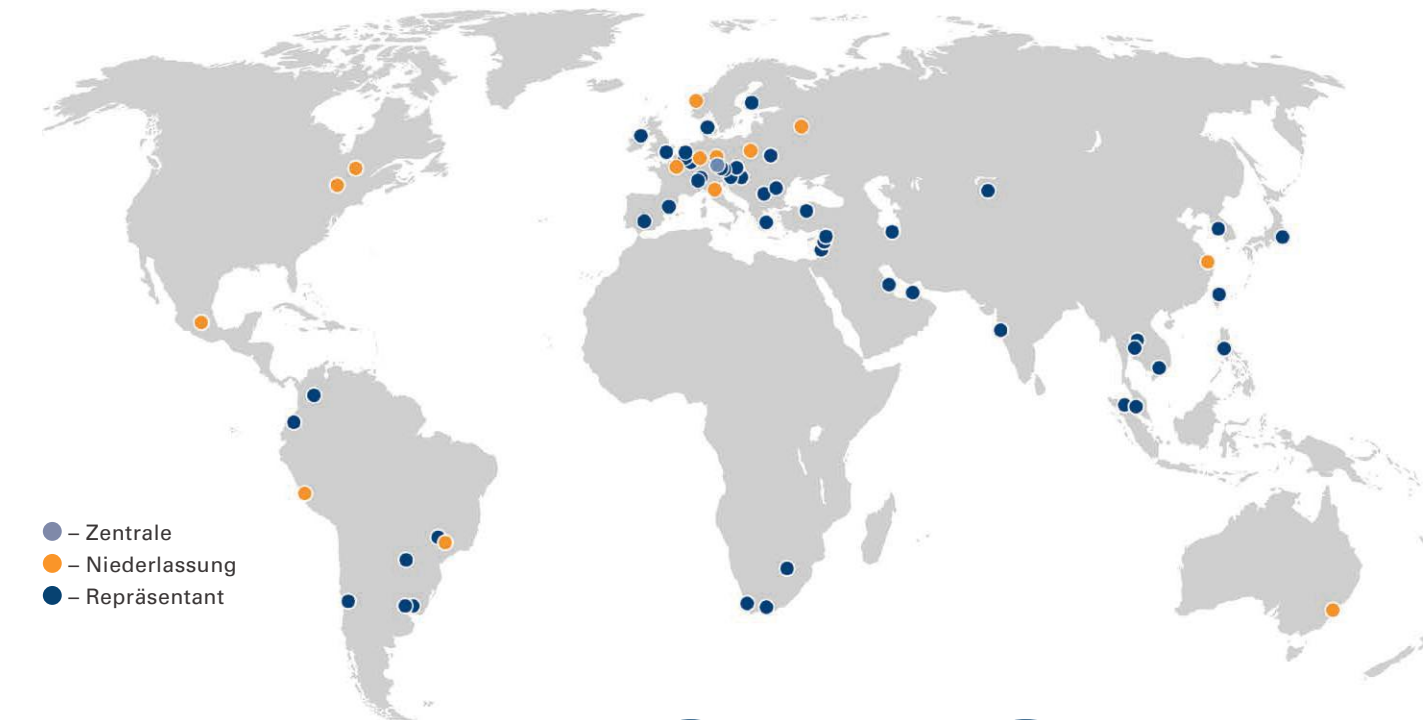 – Zentrale
– Niederlassung
– Repräsentant